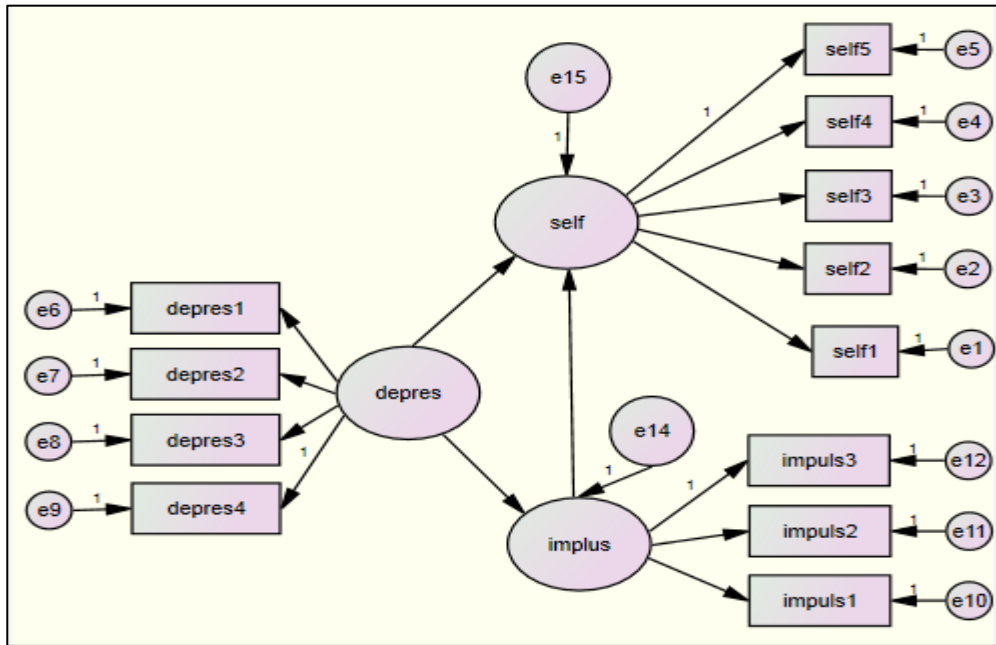 self5
1
e5
e15
1
self4
1
e4
1
self3
1
e3
self
self2
1
e2
self1
1
e1
e6
1
depres1
e7
1
depres2
depres
e8
1
depres3
1
e9
1
depres4
e14
1
implus
1
impuls3
1
e12
impuls2
1
e11
impuls1
1
e10